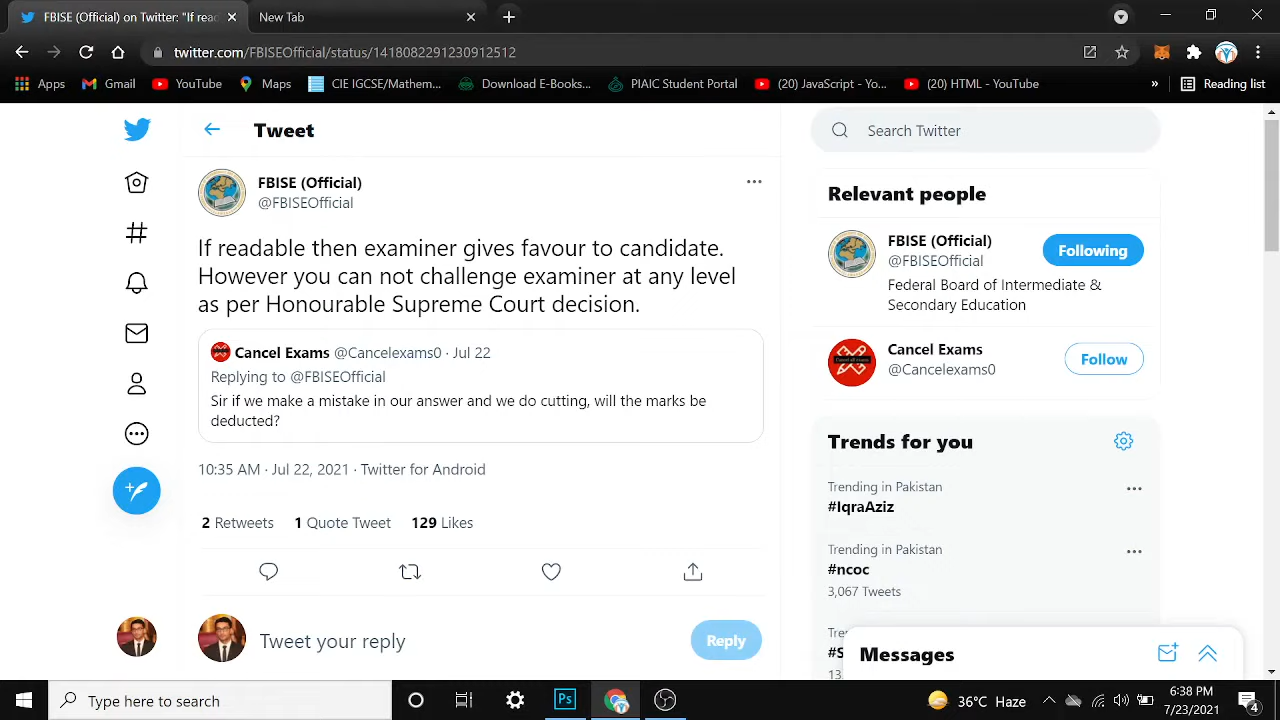 FBISE (Official) on Twitter: "If read
New Tab
twitter.com/FBISEOfficial/status/1418082291230912512
Apps
Gmail
YouTube
Maps
CIE IGCSE/Mathem...
Download E-Books...
PIAIC Student Portal
(20) JavaScript - Yo...
(20) HTML - YouTube
»
Reading list
Tweet
Search Twitter
FBISE (Official)
@FBISEOfficial
If readable then examiner gives favour to candidate.
However you can not challenge examiner at any level
as per Honourable Supreme Court decision.
Cancel Exams @Cancelexams0 · Jul 22
Replying to @FBISEOfficial
Sir if we make a mistake in our answer and we do cutting, will the marks be
deducted?
10:35 AM · Jul 22, 2021 · Twitter for Android
2 Retweets 1 Quote Tweet 129 Likes
Tweet your reply
Reply
Relevant people
FBISE (Official)
@FBISEOfficial
Following
Federal Board of Intermediate &
Secondary Education
Cancel Exams
@Cancelexams0
Follow
Trends for you
Trending in Pakistan
#IqraAziz
Trending in Pakistan
#ncoc
3,067 Tweets
Messages
Type here to search
Ps
36°C Haze
6:38 PM
7/23/2021
4